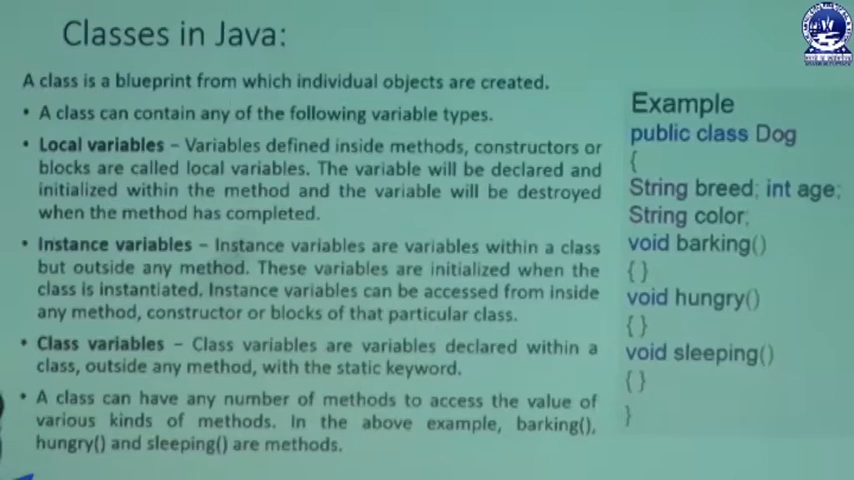 Classes in Java:
A class is a blueprint from which individual objects are created.
• A class can contain any of the following variable types.
• Local variables – Variables defined inside methods, constructors or
blocks are called local variables. The variable will be declared and
initialized within the method and the variable will be destroyed
when the method has completed.
• Instance variables – Instance variables are variables within a class
but outside any method. These variables are initialized when the
class is instantiated. Instance variables can be accessed from inside
any method, constructor or blocks of that particular class.
• Class variables – Class variables are variables declared within a
class, outside any method, with the static keyword.
• A class can have any number of methods to access the value of
various kinds of methods. In the above example, barking(),
hungry() and sleeping() are methods.
Example
public class Dog
{
String breed; int age;
String color;
void barking()
{ }
void hungry()
{ }
void sleeping()
{ }
}